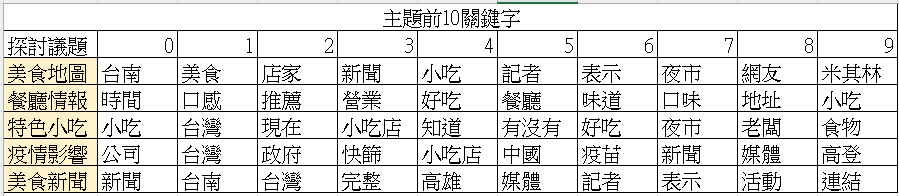 主題前10關鍵字
探討議題 0 1 2 3 4 5 6 7 8 9
美食地圖 台南 美食 店家 新聞 小吃 記者 表示 夜市 網友 米其林
餐廳情報 時間 口感 推薦 營業 好吃 餐廳 味道 口味 地址 小吃
特色小吃 小吃 台灣 現在 小吃店 知道 有沒有 好吃 夜市 老闆 食物
疫情影響 公司 台灣 政府 快篩 小吃店 中國 疫苗 新聞 媒體 高登
美食新聞 新聞 台南 台灣 完整 高雄 媒體 記者 表示 活動 連結